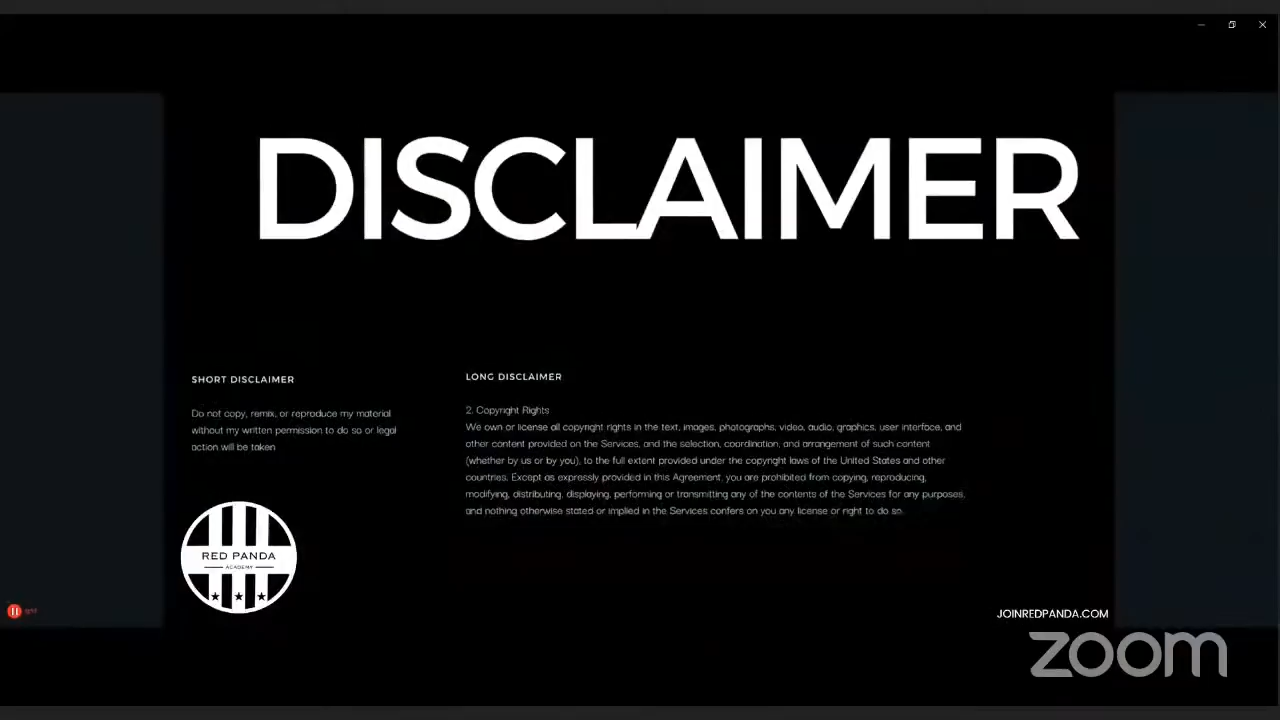 DISCLAIMER
SHORT DISCLAIMER
Do not copy, remix, or reproduce my material
without my written permission to do so or legal
action will be taken
LONG DISCLAIMER
2. Copyright Rights
We own or license all copyright rights in the text, images, photographs, video, audio, graphics, user interface, and
other content provided on the Services, and the selection, coordination, and arrangement of such content
(whether by us or by you), to the full extent provided under the copyright laws of the United States and other
countries. Except as expressly provided in this Agreement, you are prohibited from copying, reproducing,
modifying, distributing, displaying, performing or transmitting any of the contents of the Services for any purposes,
and nothing otherwise stated or implied in the Services confers on you any license or right to do so.
RED PANDA
ACADEMY
JOINREDPANDA.COM
zoom